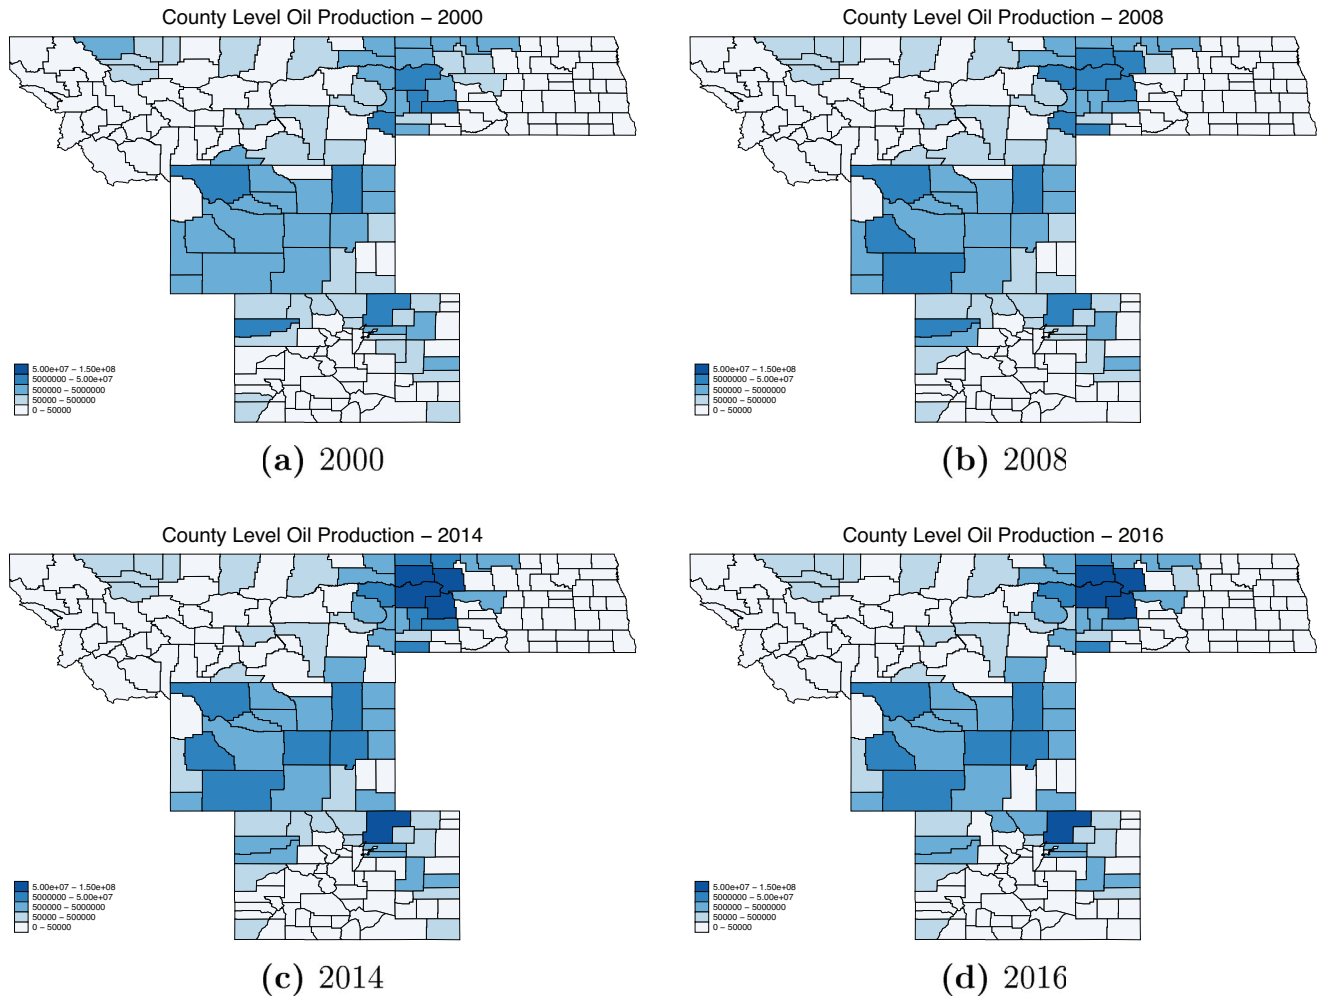 County Level Oil Production − 2000
5.00e+07 − 1.50e+08
5000000 − 5.00e+07
500000 − 5000000
50000 − 500000
0 − 50000
(a) 2000
County Level Oil Production − 2008
5.00e+07 − 1.50e+08
5000000 − 5.00e+07
500000 − 5000000
50000 − 500000
0 − 50000
(b) 2008
County Level Oil Production − 2014
5.00e+07 − 1.50e+08
5000000 − 5.00e+07
500000 − 5000000
50000 − 500000
0 − 50000
(c) 2014
County Level Oil Production − 2016
5.00e+07 − 1.50e+08
5000000 − 5.00e+07
500000 − 5000000
50000 − 500000
0 − 50000
(d) 2016